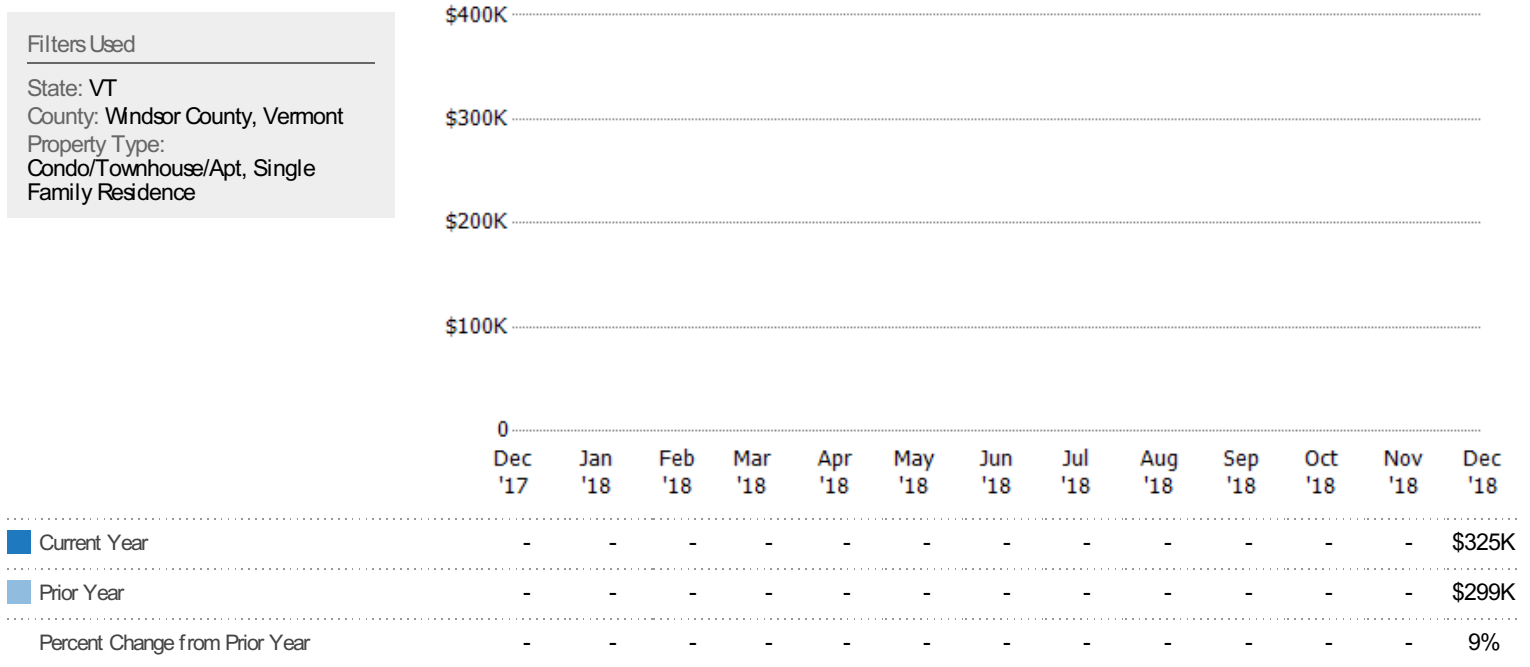 Filters Used
State: VT
County: Windsor County, Vermont
Property Type:
Condo/Townhouse/Apt, Single
Family Residence
$400K
$300K
$200K
$100K
0
Dec Jan Feb Mar Apr May Jun Jul Aug Sep Oct Nov Dec
'17 '18 '18 '18 '18 '18 '18 '18 '18 '18 '18 '18 '18
Current Year - - - - - - - - - - - - $325K
Prior Year - - - - - - - - - - - - $299K
Percent Change from Prior Year - - - - - - - - - - - - 9%